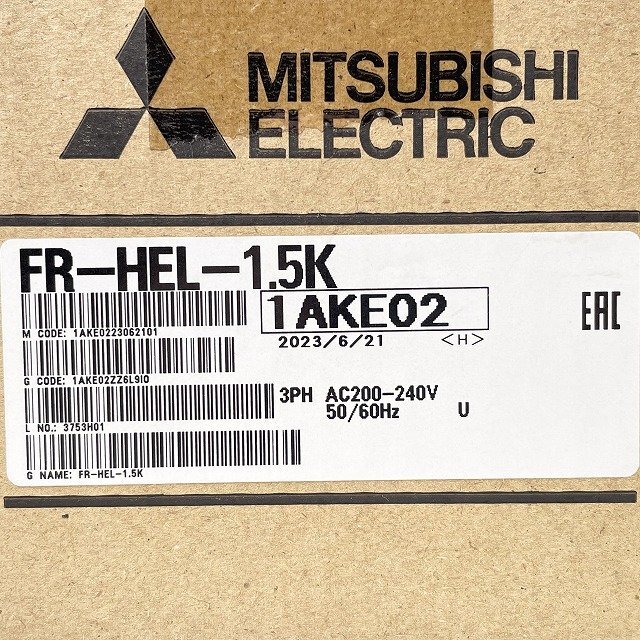 MITSUBISHI
ELECTRIC
FR-HEL-1.5K
1AKE02
EAC
M CODE: 1AKE0223062101
2023/6/21 <H>
G CODE: 1AKE02ZZ6L9I0
3PH AC200-240V
50/60Hz U
L NO.: 3753H01
G NAME: FR-HEL-1.5K